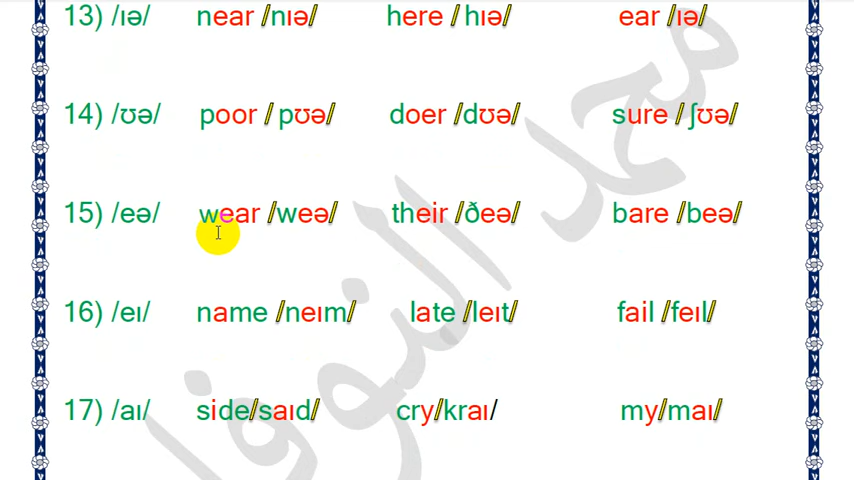 13) /ɪə/ near /nɪə/ here / hɪə/ ear /ɪə/
14) /ʊə/ poor / pʊə/ doer /dʊə/ sure / ʃʊə/
15) /eə/ wear /weə/ their /ðeə/ bare /beə/
16) /eɪ/ name /neɪm/ late /leɪt/ fail /feɪl/
17) /aɪ/ side/saɪd/ cry/kraɪ/ my/maɪ/
محمد النوفا